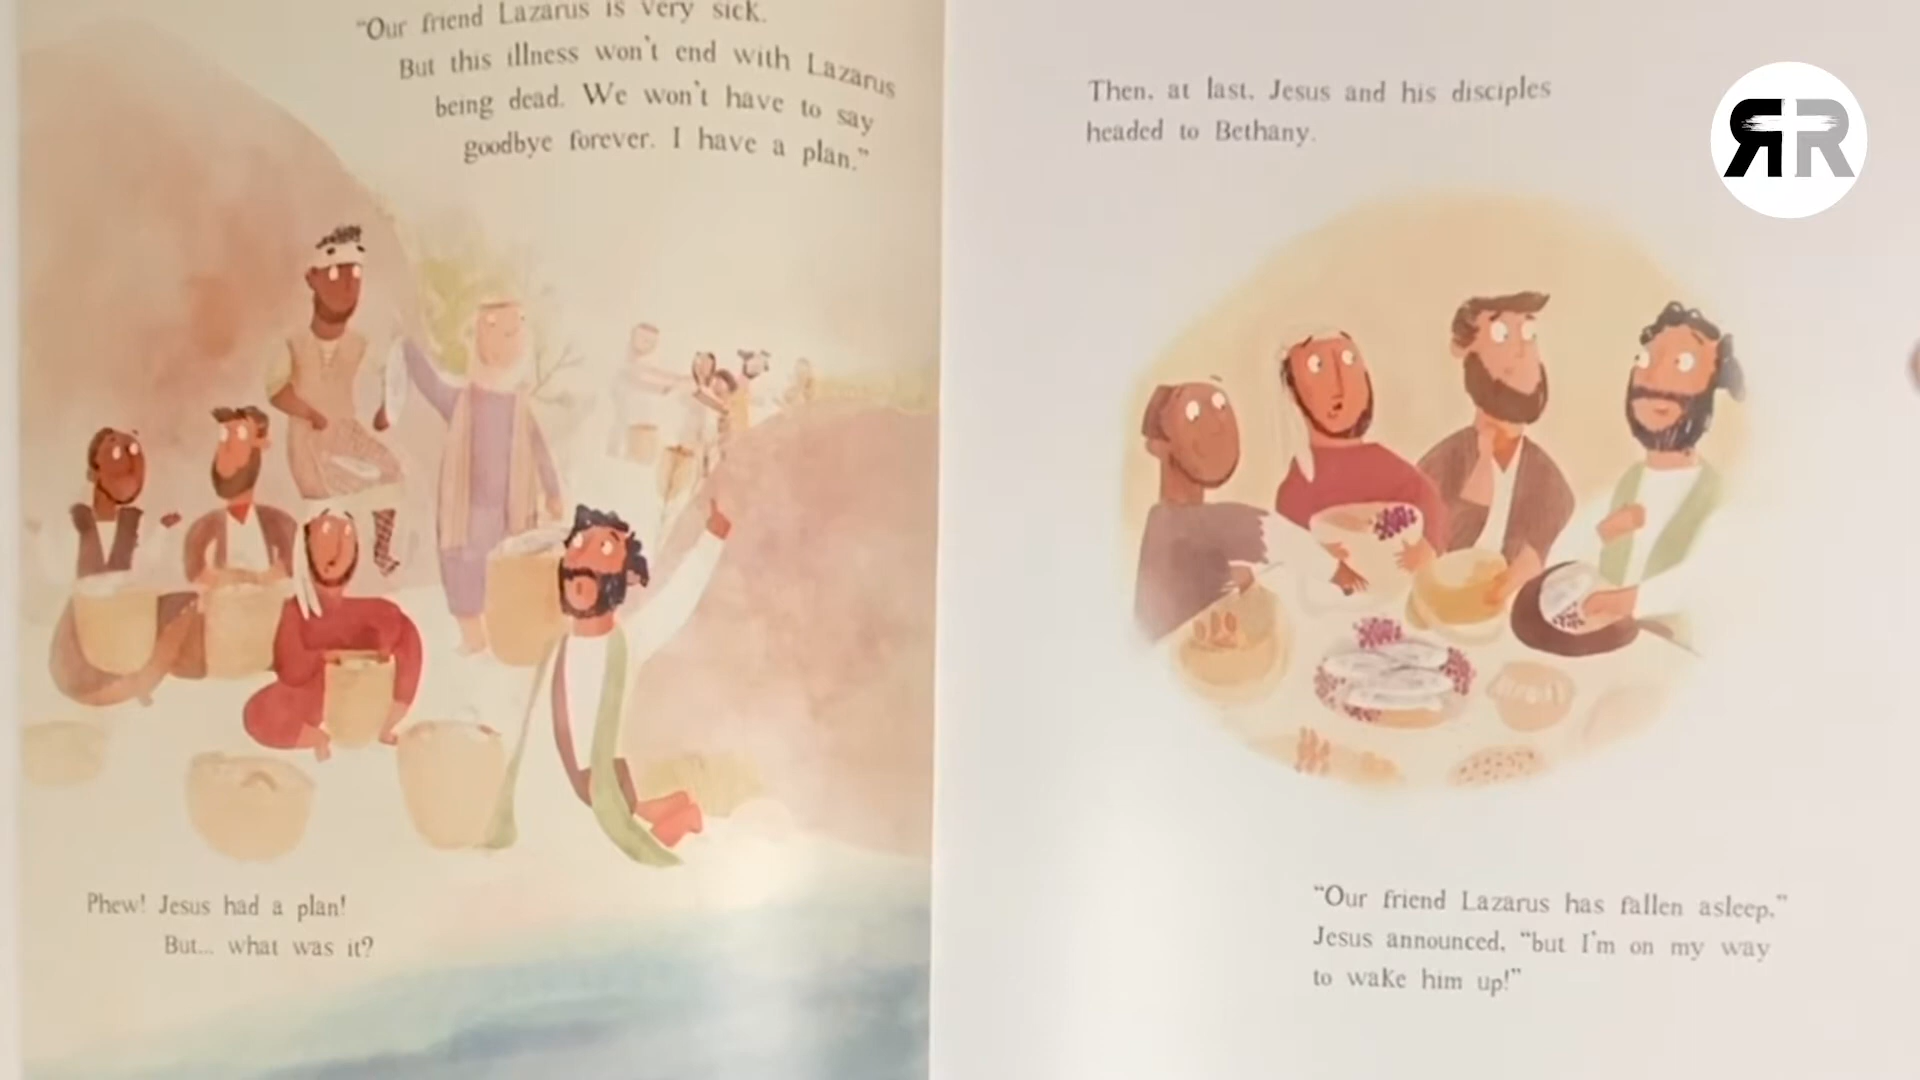 “Our friend Lazarus is very sick.
But this illness won't end with Lazarus
being dead. We won't have to say
goodbye forever. I have a plan.”
Phew! Jesus had a plan!
But... what was it?
Then, at last, Jesus and his disciples
headed to Bethany.
“Our friend Lazarus has fallen asleep,”
Jesus announced, “but I'm on my way
to wake him up!”
RR